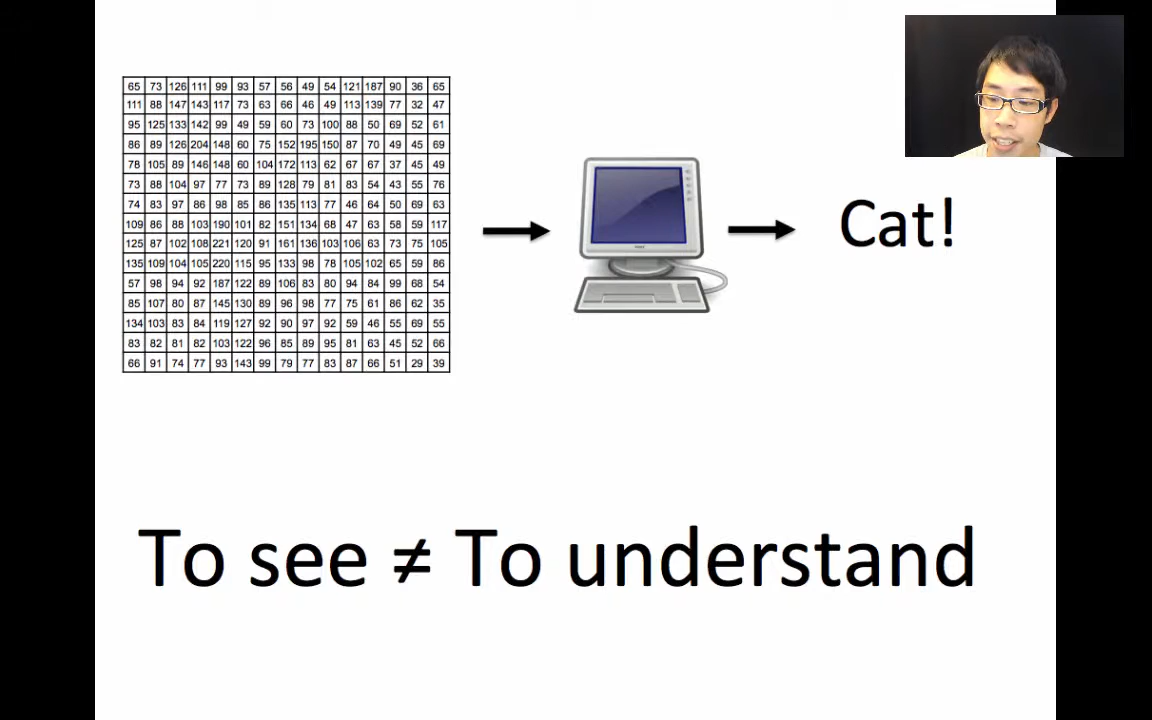 65 73 126 111 99 93 57 56 49 54 121 187 90 36 65
111 88 147 143 117 73 63 66 46 49 113 139 77 32 47
95 125 133 142 99 49 59 60 73 100 88 50 69 52 61
86 89 126 204 148 60 75 152 195 150 87 70 49 45 69
78 105 89 146 148 60 104 172 113 62 67 67 37 45 49
73 88 104 97 77 73 89 128 79 81 83 54 43 55 76
74 83 97 86 98 85 86 135 113 77 46 64 50 69 63
109 86 88 103 190 101 82 151 134 68 47 63 58 59 117
125 87 102 108 221 120 91 161 136 103 106 63 73 75 105
135 109 104 105 220 115 95 133 98 78 105 102 65 59 86
57 98 94 92 187 122 89 106 83 80 94 84 99 68 54
85 107 80 87 145 130 89 96 98 77 75 61 86 62 35
134 103 83 84 119 127 92 90 97 92 59 46 55 69 55
83 82 81 82 103 122 96 85 89 95 81 63 45 52 66
66 91 74 77 93 143 99 79 77 83 87 66 51 29 39
Cat!
To see ≠ To understand